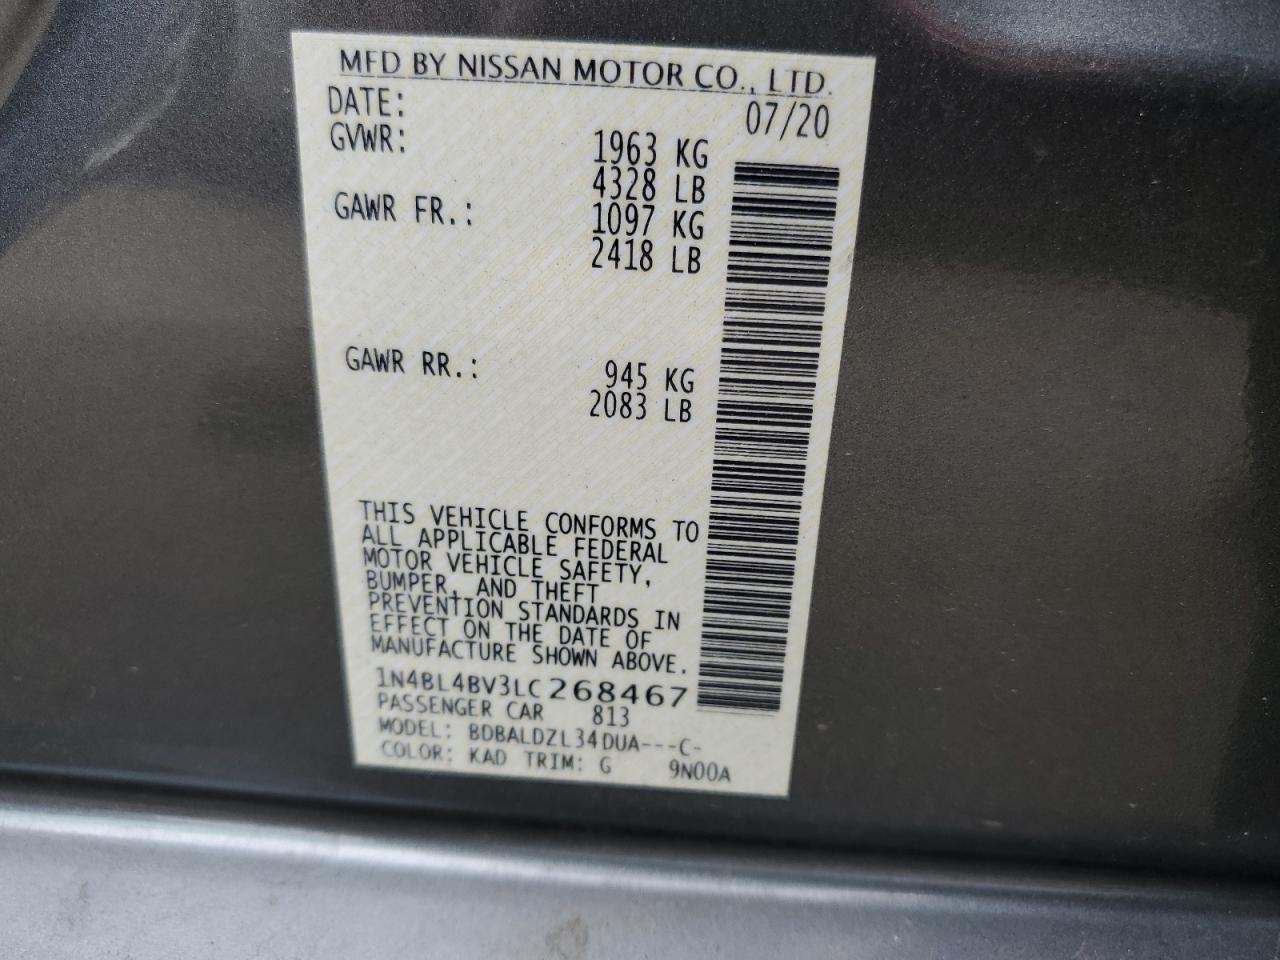 MFD BY NISSAN MOTOR CO., LTD.
DATE: 07/20
GVWR: 1963 KG
4328 LB
GAWR FR.: 1097 KG
2418 LB
GAWR RR.: 945 KG
2083 LB
THIS VEHICLE CONFORMS TO
ALL APPLICABLE FEDERAL
MOTOR VEHICLE SAFETY,
BUMPER, AND THEFT
PREVENTION STANDARDS IN
EFFECT ON THE DATE OF
MANUFACTURE SHOWN ABOVE.
1N4BL4BV3LC268467
PASSENGER CAR 813
MODEL: BDBALDZL34DUA---C-
COLOR: KAD TRIM: G 9N00A